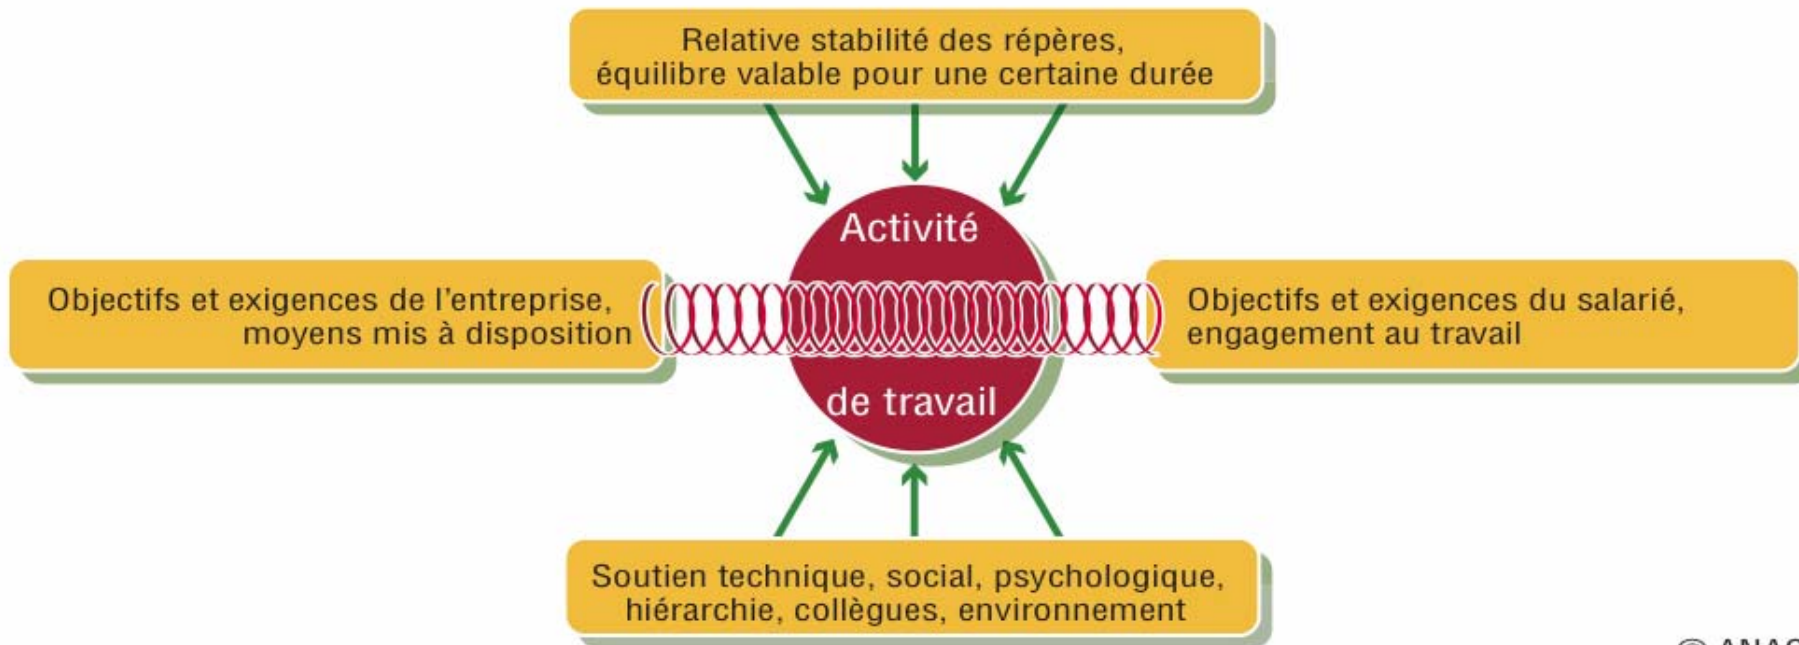 Relative stabilité des répères,
équilibre valable pour une certaine durée
Activité
Objectifs et exigences de l'entreprise,
moyens mis à disposition
Objectifs et exigences du salarié,
engagement au travail
de travail
Soutien technique, social, psychologique,
hiérarchie, collègues, environnement
©